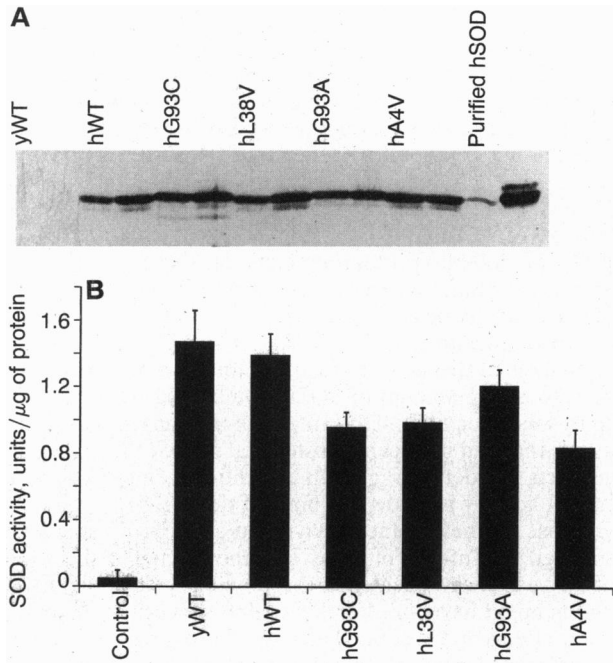 A
yWT
hWT
hG93C
hL38V
hG93A
hA4V
Purified hSOD
B
SOD activity, units/μg of protein
1.6
1.2
0.8
0.4
0
Control
yWT
hWT
hG93C
hL38V
hG93A
hA4V